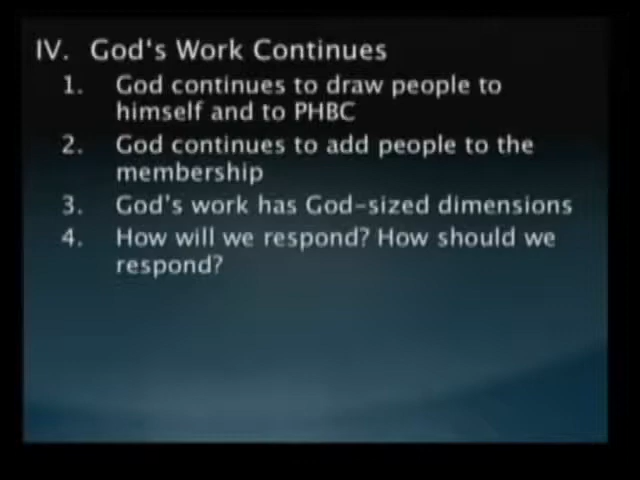 IV. God's Work Continues
1. God continues to draw people to
himself and to PHBC
2. God continues to add people to the
membership
3. God's work has God-sized dimensions
4. How will we respond? How should we
respond?